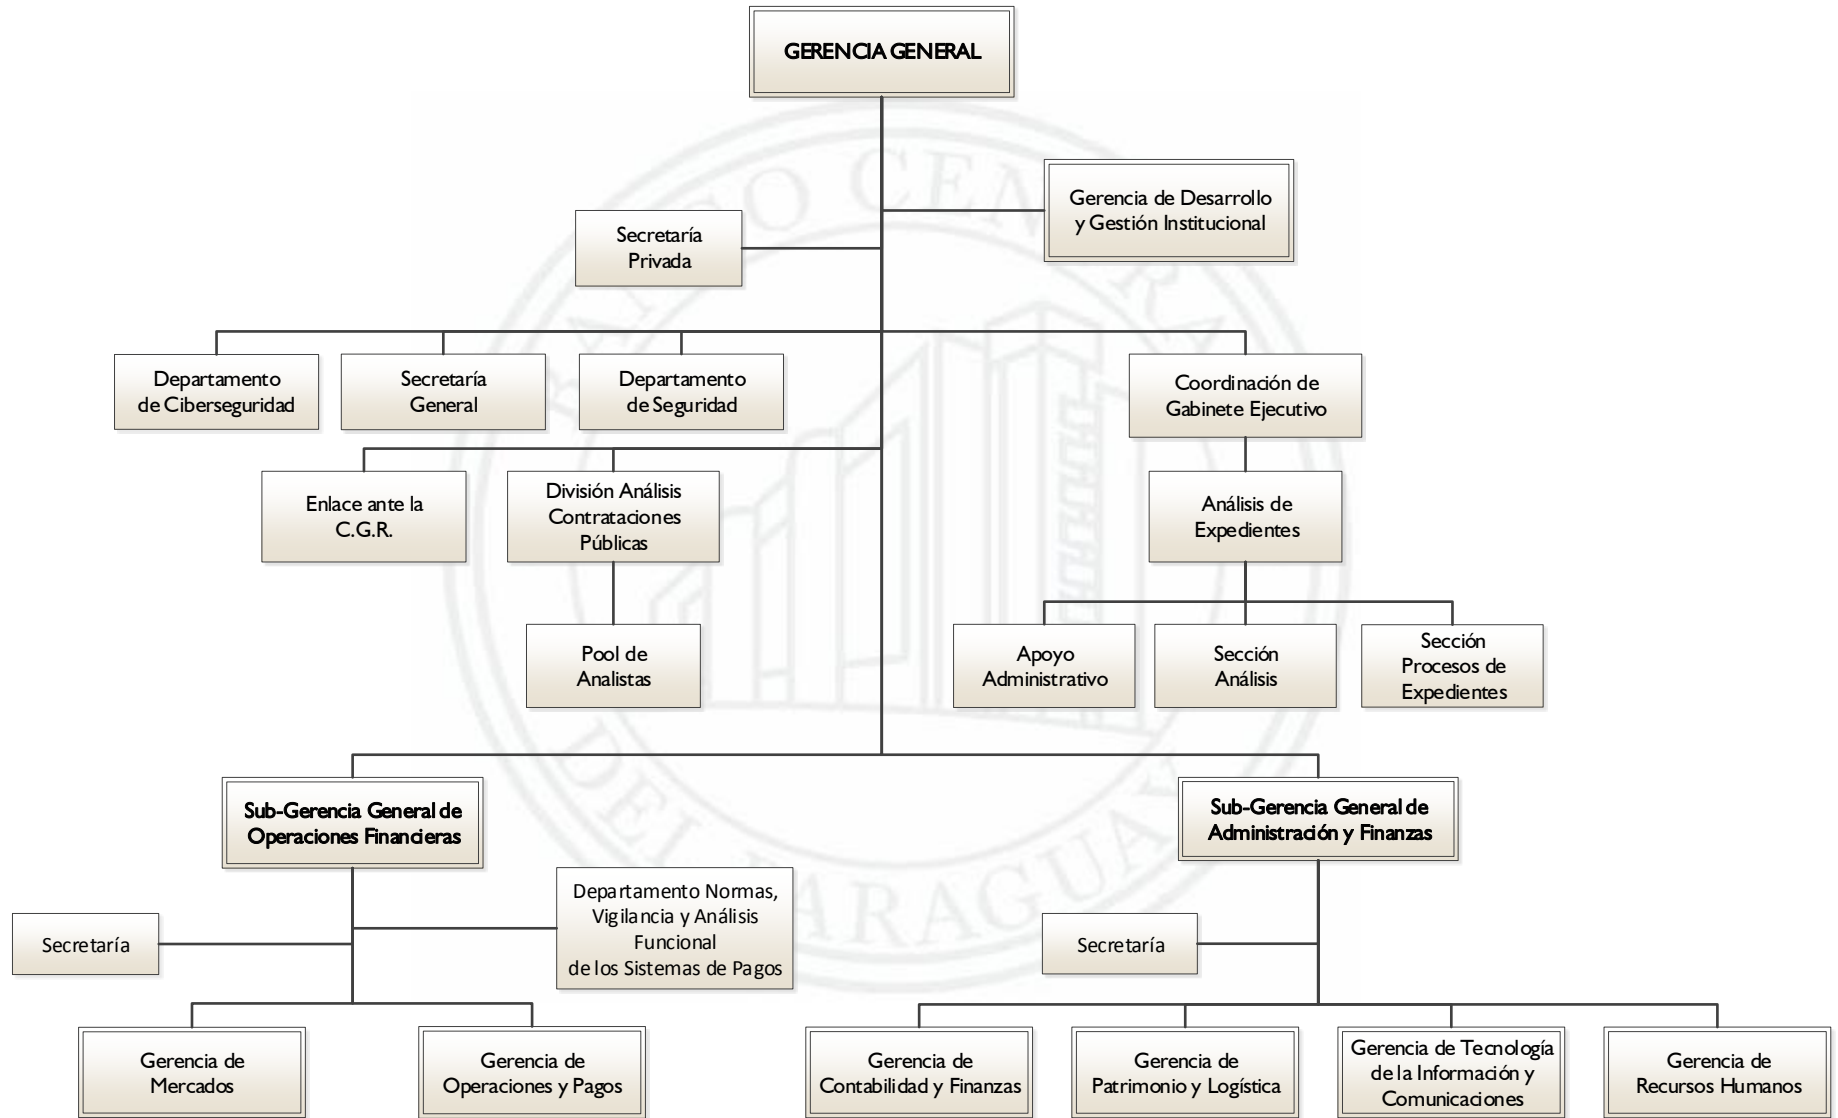 GERENCIA GENERAL
BANCO CENTRAL
DEL PARAGUAY
Gerencia de Desarrollo
y Gestión Institucional
Secretaría
Privada
Departamento
de Ciberseguridad
Secretaría
General
Departamento
de Seguridad
Coordinación de
Gabinete Ejecutivo
Enlace ante la
C.G.R.
División Análisis
Contrataciones
Públicas
Análisis de
Expedientes
Pool de
Analistas
Apoyo
Administrativo
Sección
Análisis
Sección
Procesos de
Expedientes
Sub-Gerencia General de
Operaciones Financieras
Sub-Gerencia General de
Administración y Finanzas
Secretaría
Departamento Normas,
Vigilancia y Análisis
Funcional
de los Sistemas de Pagos
Secretaría
Gerencia de
Mercados
Gerencia de
Operaciones y Pagos
Gerencia de
Contabilidad y Finanzas
Gerencia de
Patrimonio y Logística
Gerencia de Tecnología
de la Información y
Comunicaciones
Gerencia de
Recursos Humanos